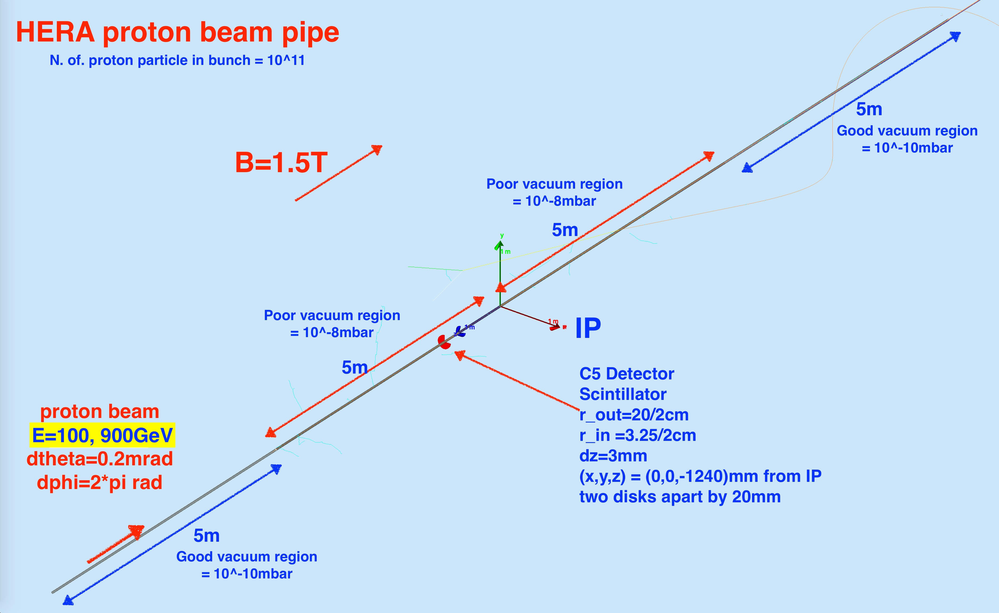 HERA proton beam pipe
N. of. proton particle in bunch = 10^11
5m
Good vacuum region
= 10^-10mbar
B=1.5T
Poor vacuum region
= 10^-8mbar
5m
y
1 m
Poor vacuum region
= 10^-8mbar
1 m
1 m
IP
5m
C5 Detector
Scintillator
r_out=20/2cm
r_in =3.25/2cm
dz=3mm
(x,y,z) = (0,0,-1240)mm from IP
two disks apart by 20mm
proton beam
E=100, 900GeV
dtheta=0.2mrad
dphi=2*pi rad
5m
Good vacuum region
= 10^-10mbar